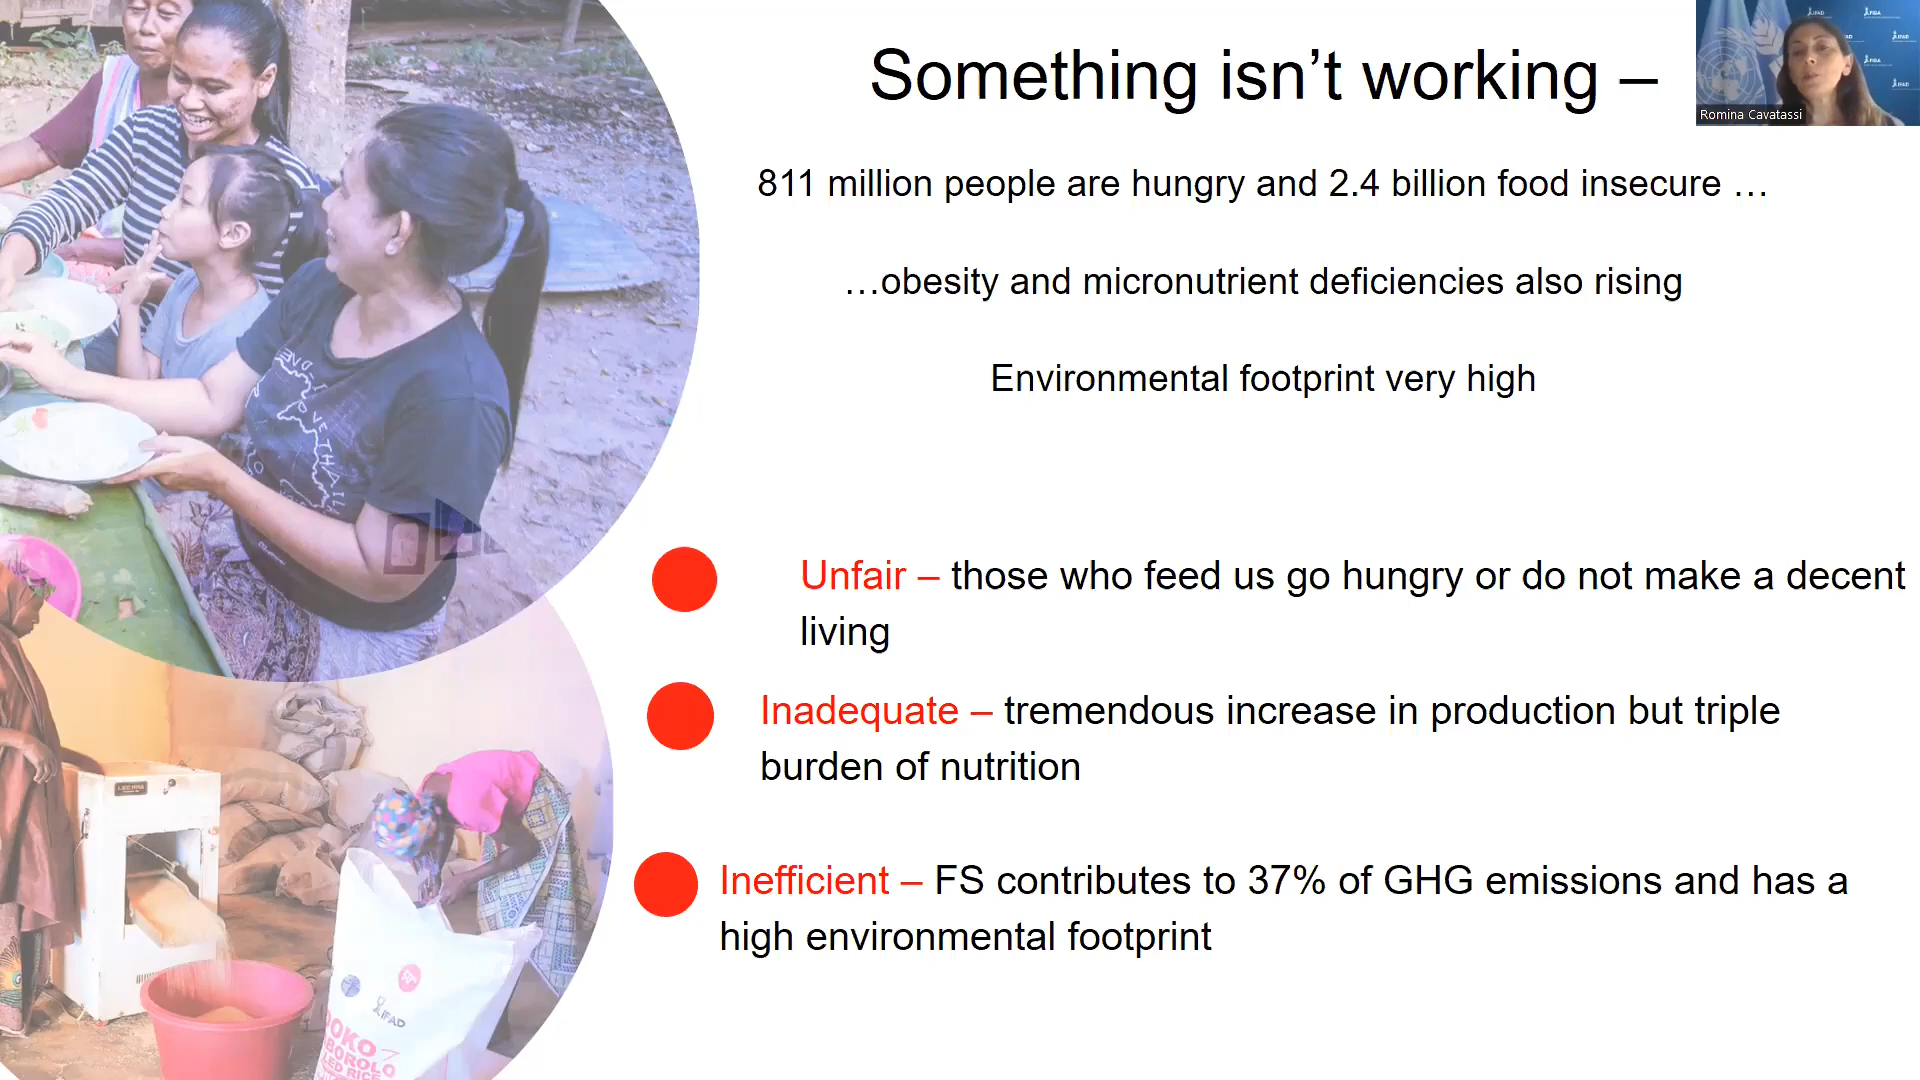 Something isn’t working –
Romina Cavatassi
811 million people are hungry and 2.4 billion food insecure …
…obesity and micronutrient deficiencies also rising
Environmental footprint very high
Unfair – those who feed us go hungry or do not make a decent
living
Inadequate – tremendous increase in production but triple
burden of nutrition
Inefficient – FS contributes to 37% of GHG emissions and has a
high environmental footprint
IFAD